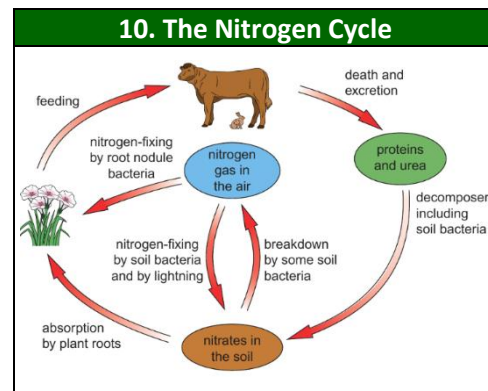 10. The Nitrogen Cycle
feeding
death and
excretion
nitrogen-fixing
by root nodule
bacteria
nitrogen
gas in
the air
proteins
and urea
decomposer
including
soil bacteria
nitrogen-fixing
by soil bacteria
and by lightning
breakdown
by some soil
bacteria
absorption
by plant roots
nitrates in
the soil